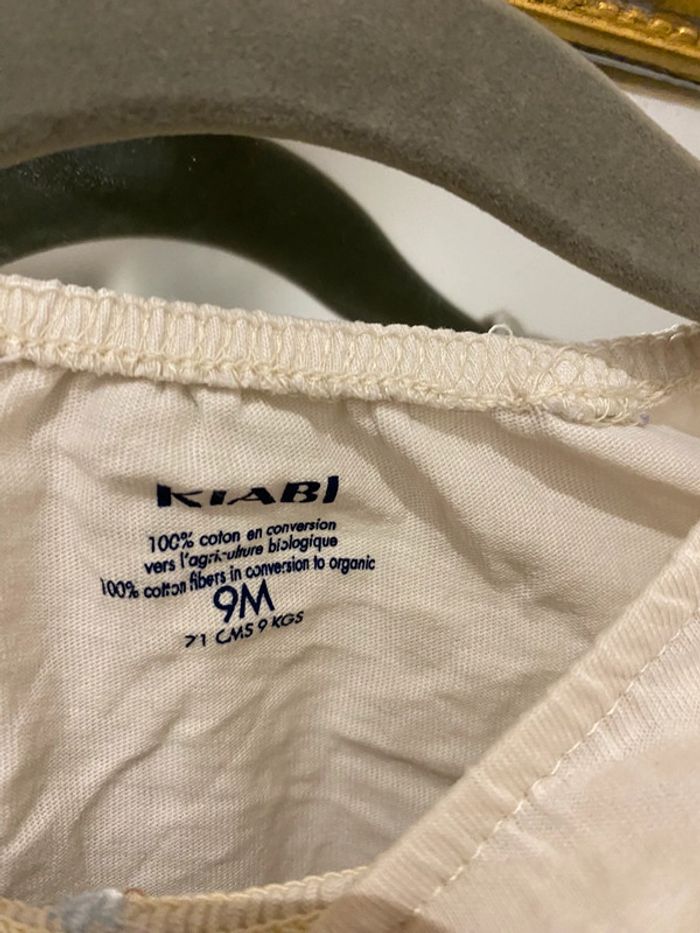 KIABI
100% coton en conversion
vers l'agriculture biologique
100% cotton fibers in conversion to organic
9M
71 CMS 9 KGS